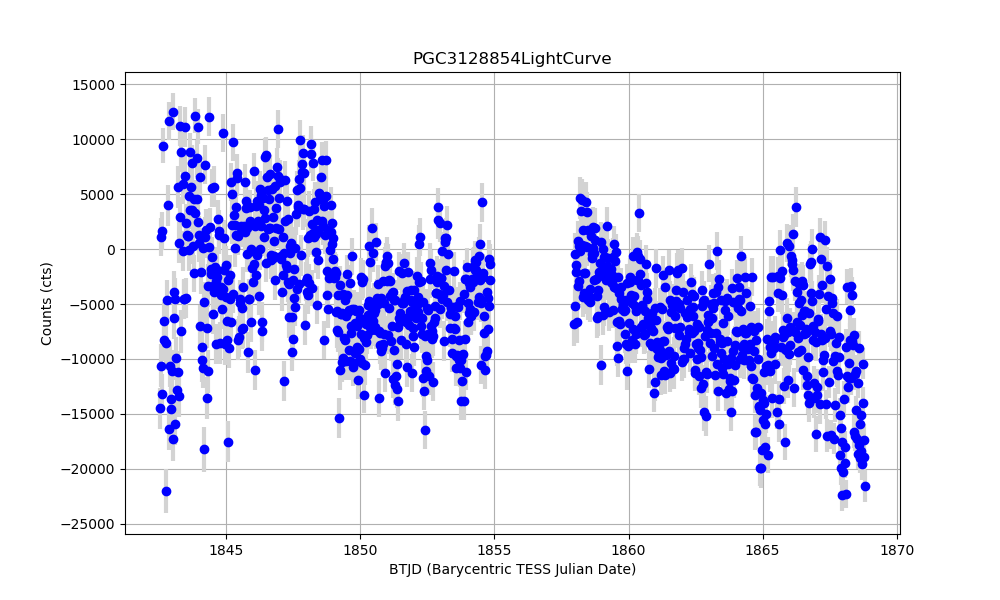 PGC3128854LightCurve
15000
10000
5000
0
−5000
−10000
−15000
−20000
−25000
Counts (cts)
1845 1850 1855 1860 1865 1870
BTJD (Barycentric TESS Julian Date)